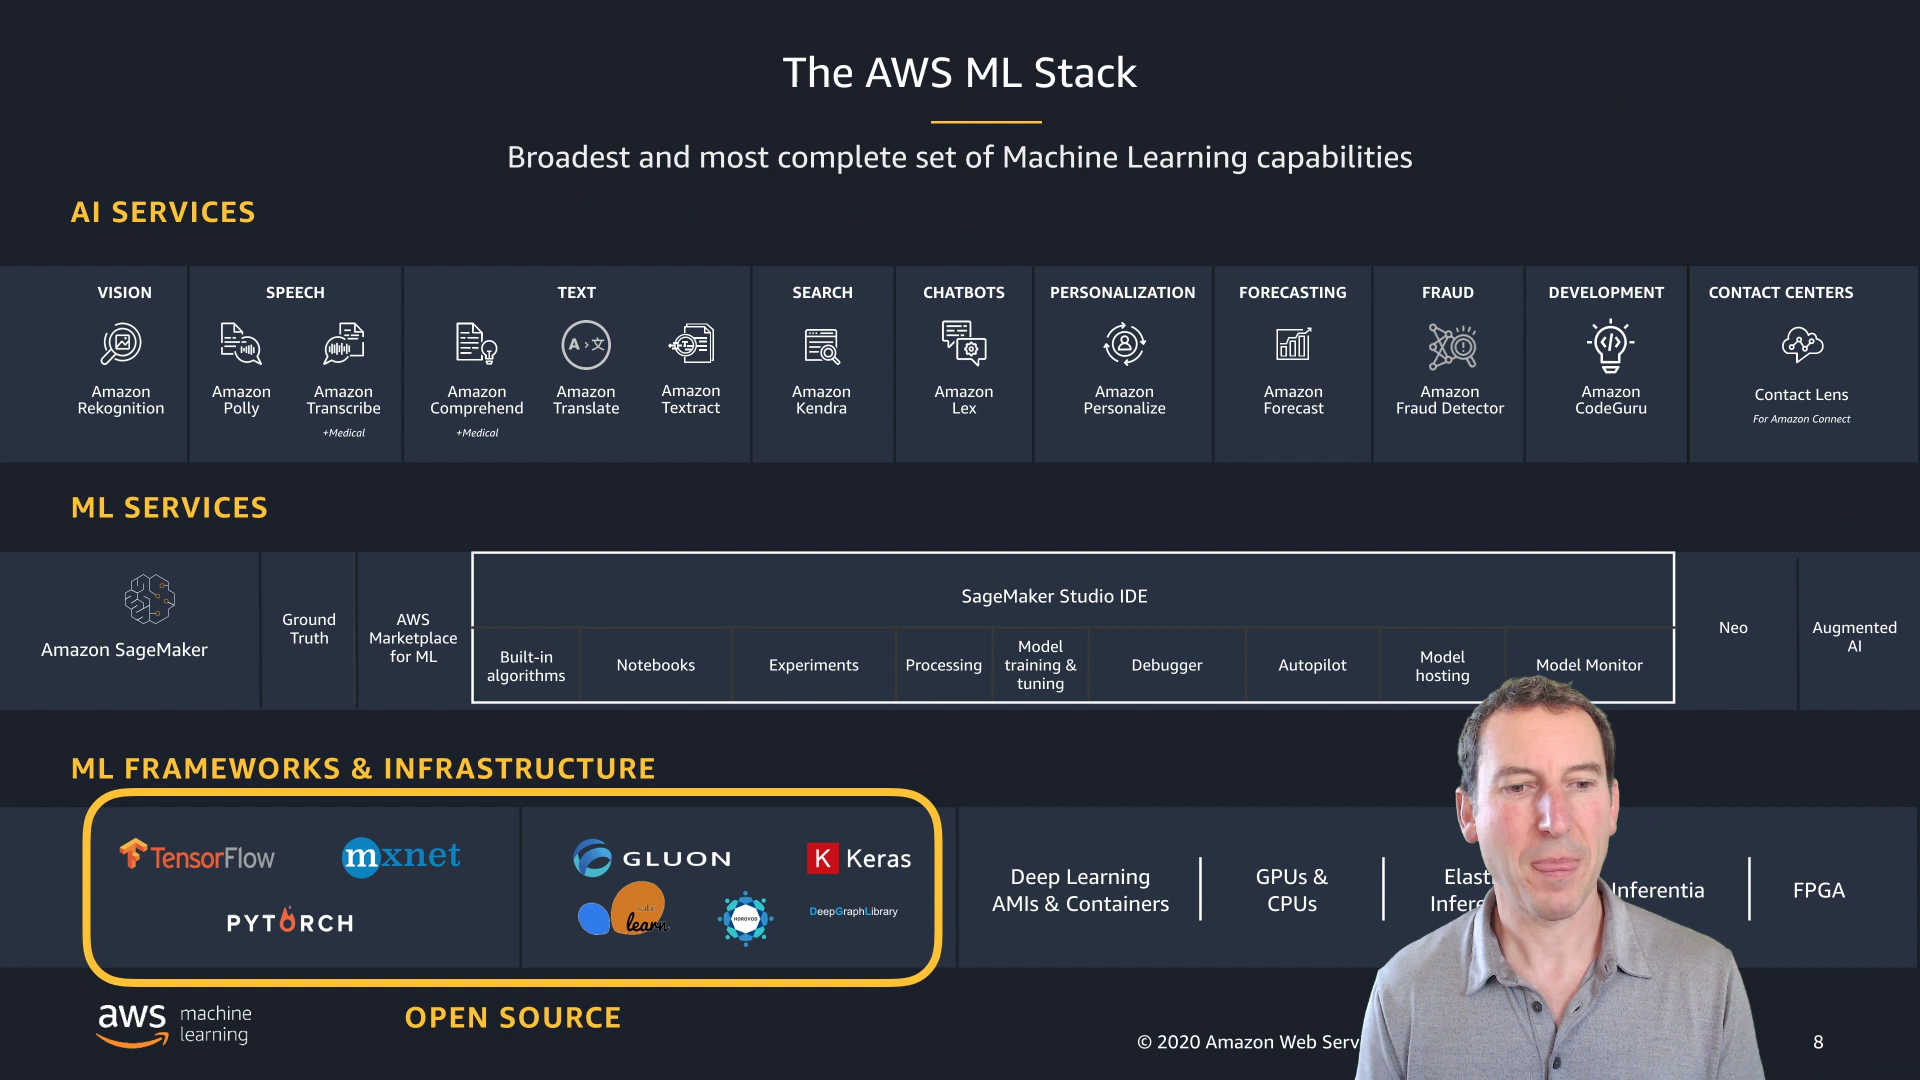 The AWS ML Stack
Broadest and most complete set of Machine Learning capabilities
AI SERVICES
VISION
Amazon
Rekognition
SPEECH
Amazon
Polly
Amazon
Transcribe
+Medical
TEXT
Amazon
Comprehend
+Medical
A>文
Amazon
Translate
Amazon
Textract
SEARCH
Amazon
Kendra
CHATBOTS
Amazon
Lex
PERSONALIZATION
Amazon
Personalize
FORECASTING
Amazon
Forecast
FRAUD
Amazon
Fraud Detector
DEVELOPMENT
Amazon
CodeGuru
CONTACT CENTERS
Contact Lens
For Amazon Connect
ML SERVICES
Amazon SageMaker
Ground
Truth
AWS
Marketplace
for ML
SageMaker Studio IDE
Built-in
algorithms
Notebooks
Experiments
Processing
Model
training &
tuning
Debugger
Autopilot
Model
hosting
Model Monitor
Neo
Augmented
AI
ML FRAMEWORKS & INFRASTRUCTURE
TensorFlow
mxnet
PYTORCH
GLUON
K Keras
learn
HOROVOD
DeepGraphLibrary
Deep Learning
AMIs & Containers
GPUs &
CPUs
Inferentia
FPGA
aws machine
learning
OPEN SOURCE
© 2020 Amazon Web
8